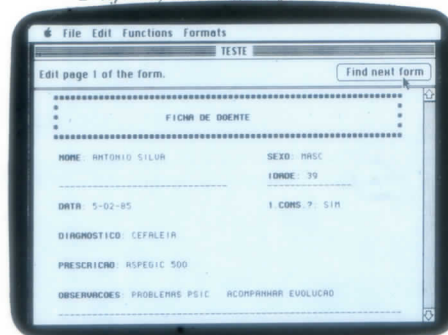 File Edit Functions Formats
TESTE
Edit page 1 of the form. Find next form
FICHA DE DOENTE
NOME: ANTONIO SILVA SEXO: MASC
IDADE: 39
DATA: 5-02-85 1.CONS.?: SIM
DIAGNOSTICO: CEFALEIA
PRESCRICAO: ASPEGIC 500
OBSERVACOES: PROBLEMAS PSIC ACOMPANHAR EVOLUCAO